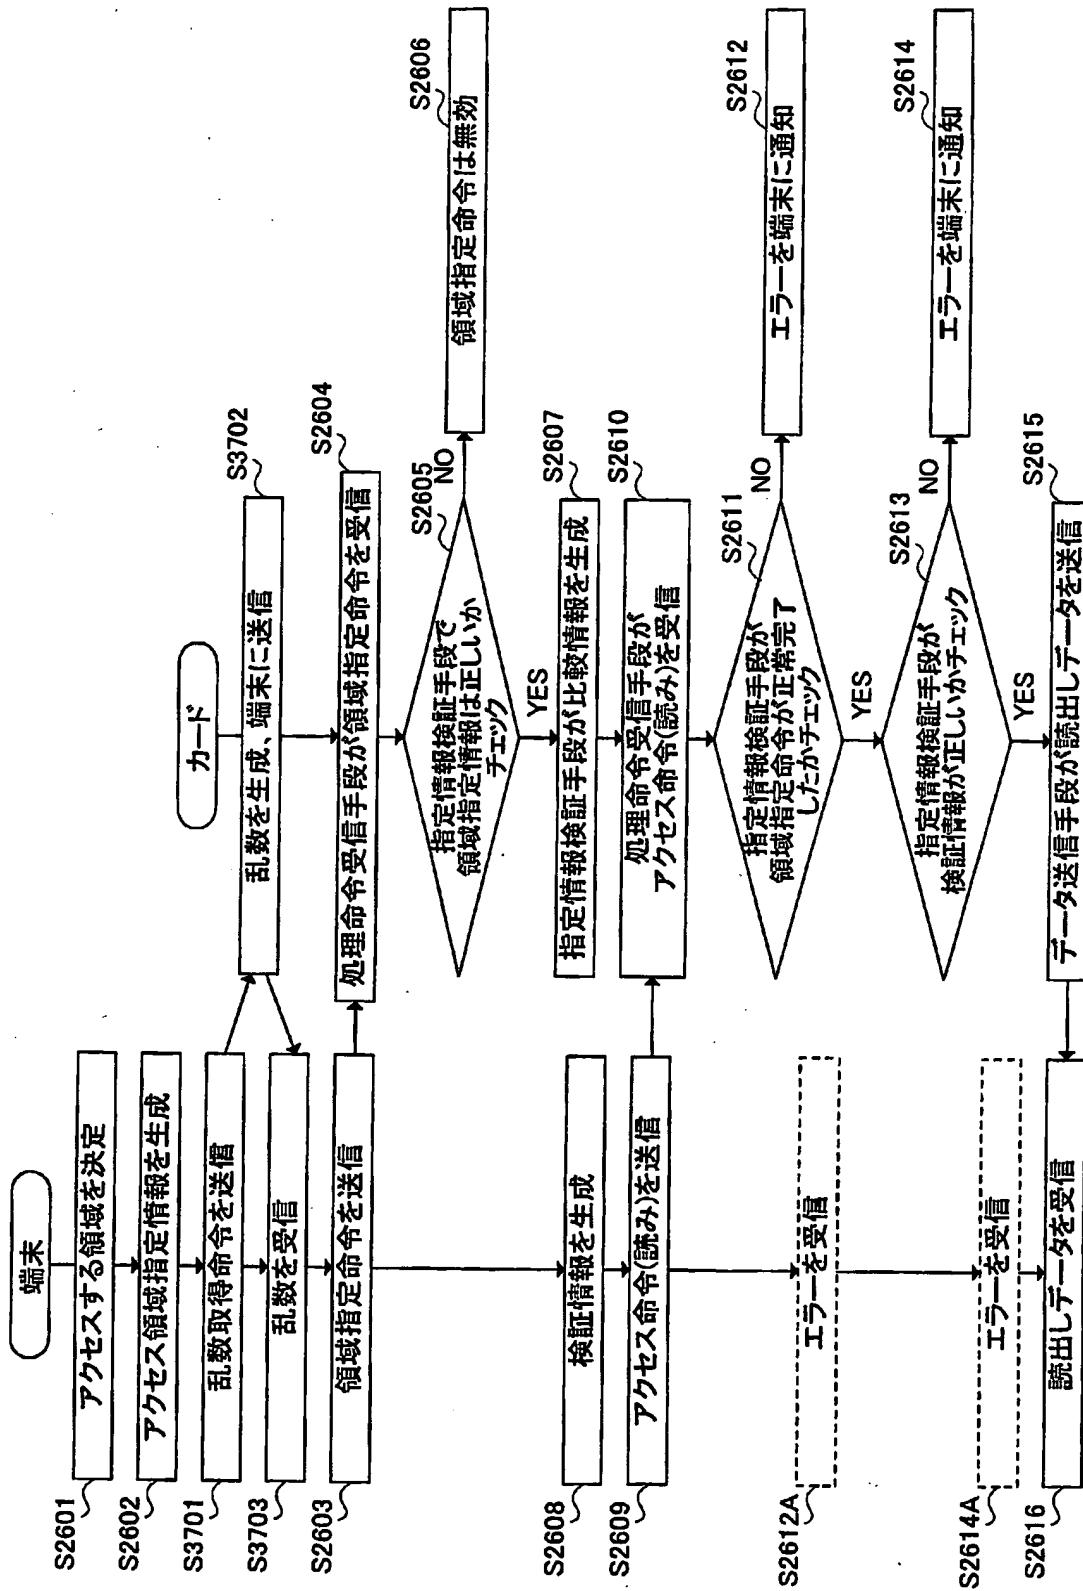 端末
アクセスする領域を決定
S2601
アクセス領域指定情報を生成
S2602
乱数取得命令を送信
S3701
乱数を受信
S3703
領域指定命令を送信
S2603
検証情報を生成
S2608
アクセス命令(読み)を送信
S2609
エラーを受信
S2612A
エラーを受信
S2614A
読出しデータを受信
S2616
カード
乱数を生成、端末に送信
S3702
処理命令受信手段が領域指定命令を受信
S2604
指定情報検証手段で
領域指定情報は正しいか
チェック
S2605
NO
領域指定命令は無効
S2606
YES
指定情報検証手段が比較情報を生成
S2607
処理命令受信手段が
アクセス命令(読み)を受信
S2610
指定情報検証手段が
領域指定命令が正常完了
したかチェック
S2611
NO
エラーを端末に通知
S2612
YES
指定情報検証手段が
検証情報が正しいかチェック
S2613
NO
エラーを端末に通知
S2614
YES
データ送信手段が読出しデータを送信
S2615